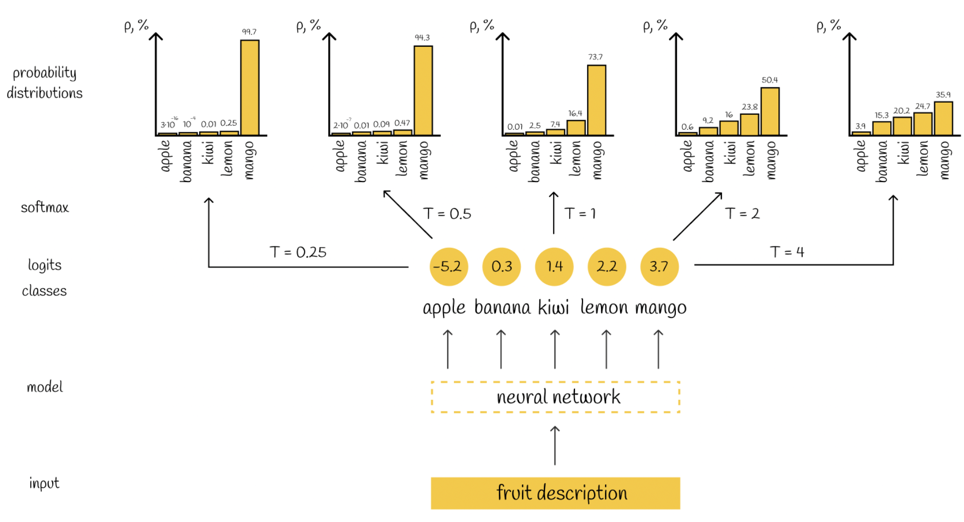 ρ, %
ρ, %
ρ, %
ρ, %
ρ, %
probability
distributions
3·10⁻¹⁶ 10⁻⁴ 0.01 0.25 99.7
apple banana kiwi lemon mango
2·10⁻⁷ 0.01 0.09 0.47 99.3
apple banana kiwi lemon mango
0.01 2.5 7.4 16.4 73.7
apple banana kiwi lemon mango
0.6 9.2 16 23.8 50.4
apple banana kiwi lemon mango
3.9 15.3 20.2 24.7 35.9
apple banana kiwi lemon mango
softmax
T = 0.25
T = 0.5
T = 1
T = 2
T = 4
logits
-5.2 0.3 1.4 2.2 3.7
classes
apple banana kiwi lemon mango
model
neural network
input
fruit description